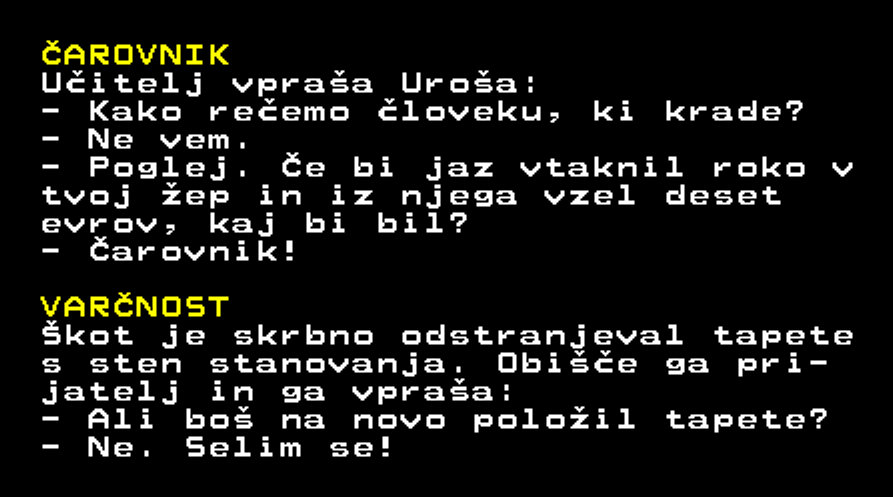 ČAROVNIK
Učitelj vpraša Uroša:
- Kako rečemo človeku, ki krade?
- Ne vem.
- Poglej. Če bi jaz vtaknil roko v
tvoj žep in iz njega vzel deset
evrov, kaj bi bil?
- Čarovnik!
VARČNOST
Škot je skrbno odstranjeval tapete
s sten stanovanja. Obišče ga pri-
jatelj in ga vpraša:
- Ali boš na novo položil tapete?
- Ne. Selim se!